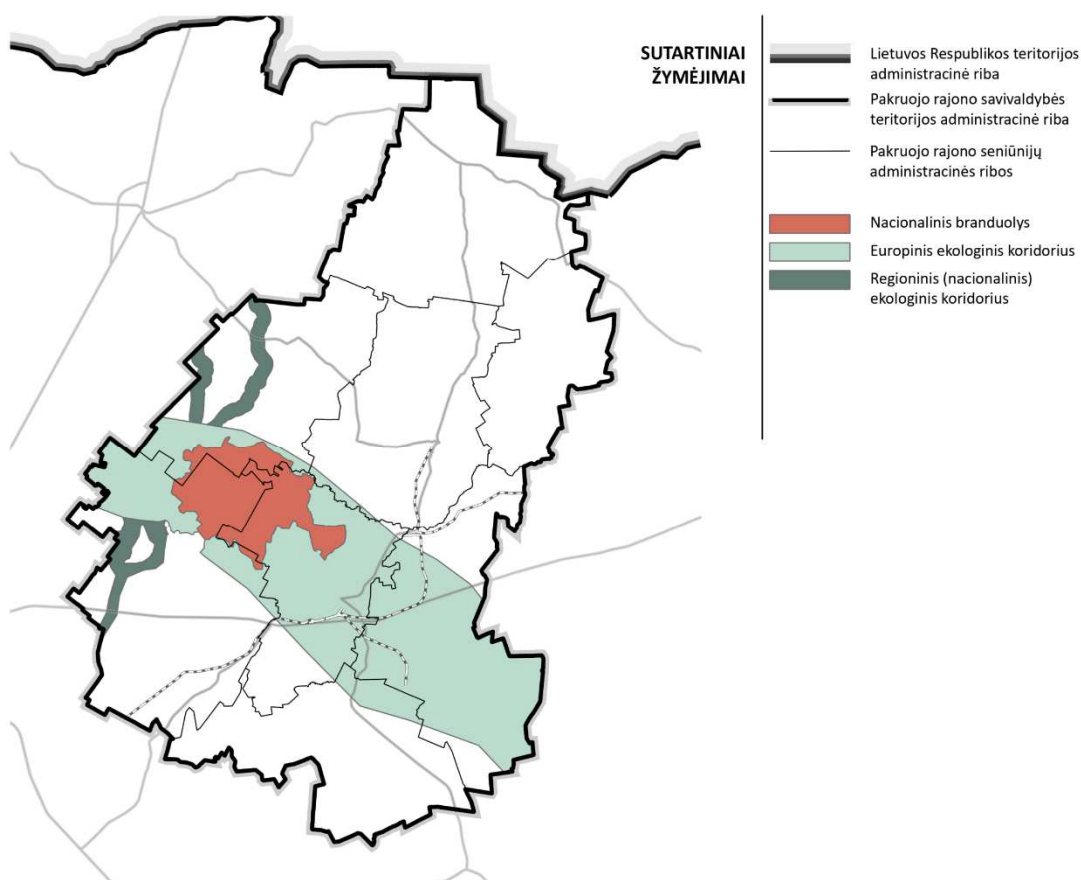 SUTARTINIAI
ŽYMĖJIMAI
Lietuvos Respublikos teritorijos
administracinė riba
Pakruojo rajono savivaldybės
teritorijos administracinė riba
Pakruojo rajono seniūnijų
administracinės ribos
Nacionalinis branduolys
Europinis ekologinis koridorius
Regioninis (nacionalinis)
ekologinis koridorius